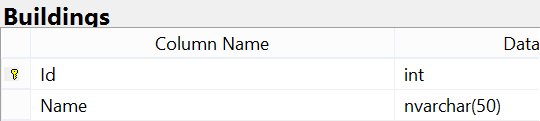 Buildings
Column Name Data
Id int
Name nvarchar(50)